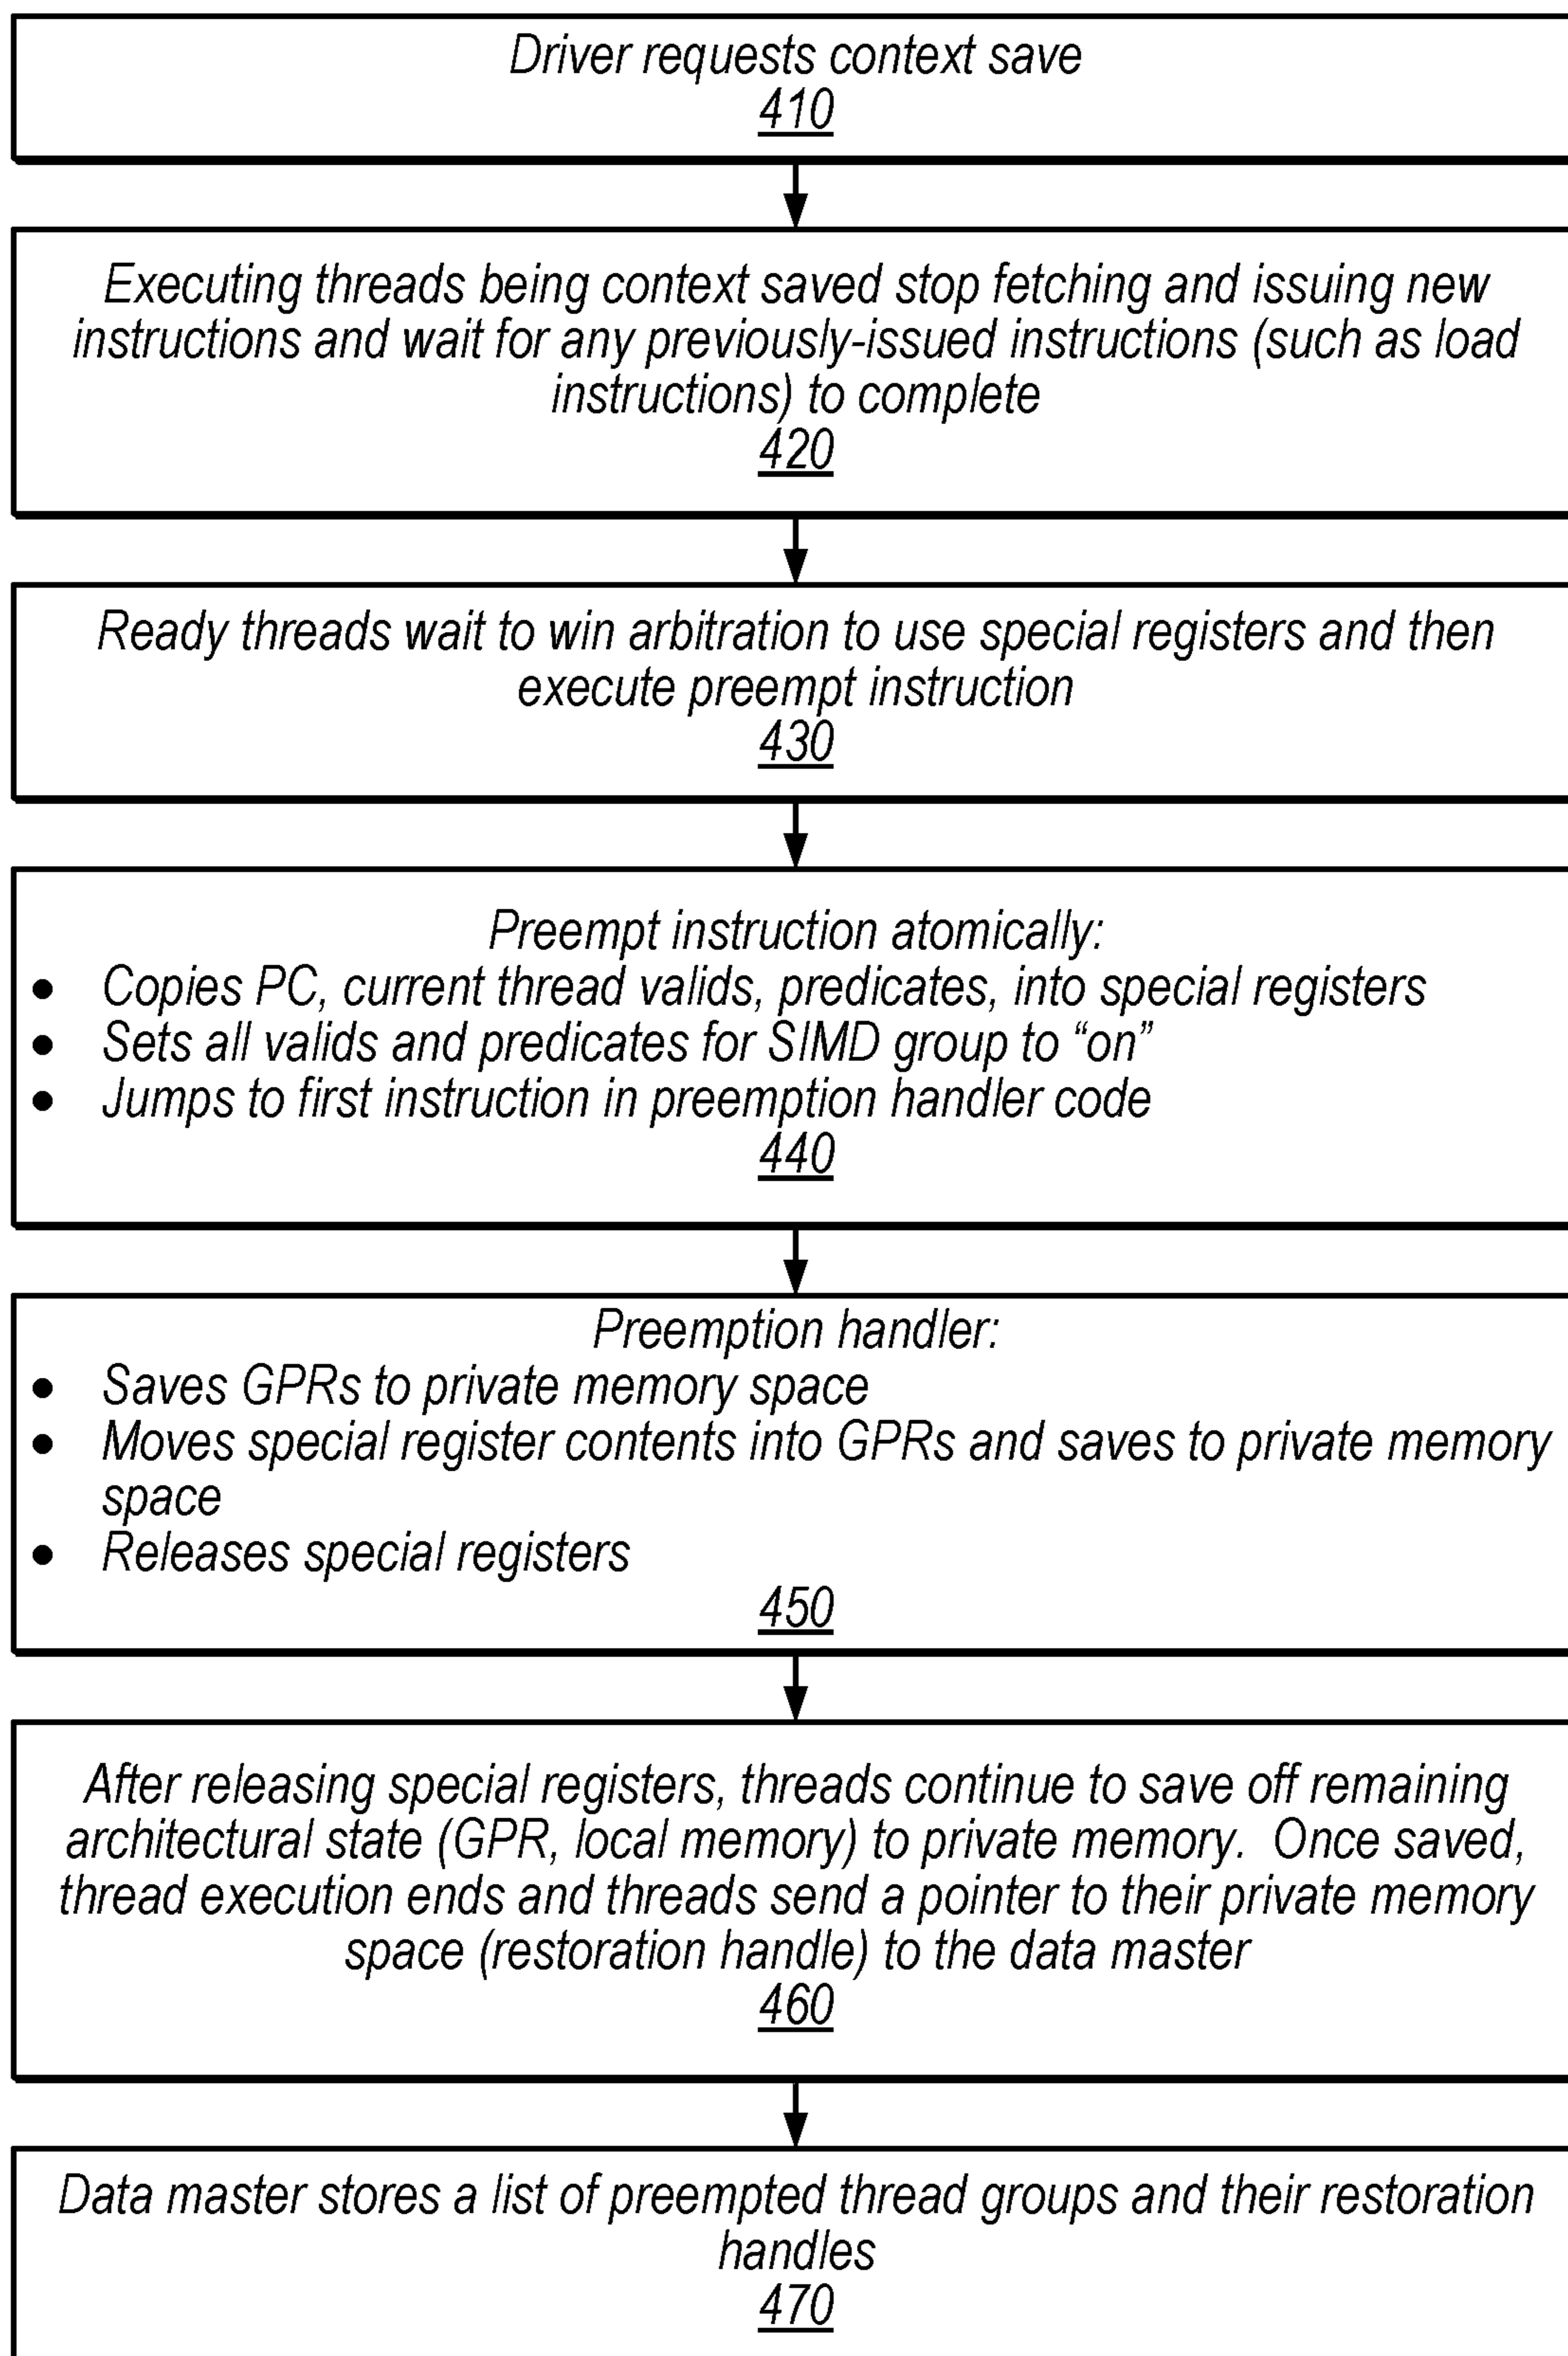 Driver requests context save
410
Executing threads being context saved stop fetching and issuing new
instructions and wait for any previously-issued instructions (such as load
instructions) to complete
420
Ready threads wait to win arbitration to use special registers and then
execute preempt instruction
430
Preempt instruction atomically:
• Copies PC, current thread valids, predicates, into special registers
• Sets all valids and predicates for SIMD group to “on”
• Jumps to first instruction in preemption handler code
440
Preemption handler:
• Saves GPRs to private memory space
• Moves special register contents into GPRs and saves to private memory
space
• Releases special registers
450
After releasing special registers, threads continue to save off remaining
architectural state (GPR, local memory) to private memory. Once saved,
thread execution ends and threads send a pointer to their private memory
space (restoration handle) to the data master
460
Data master stores a list of preempted thread groups and their restoration
handles
470